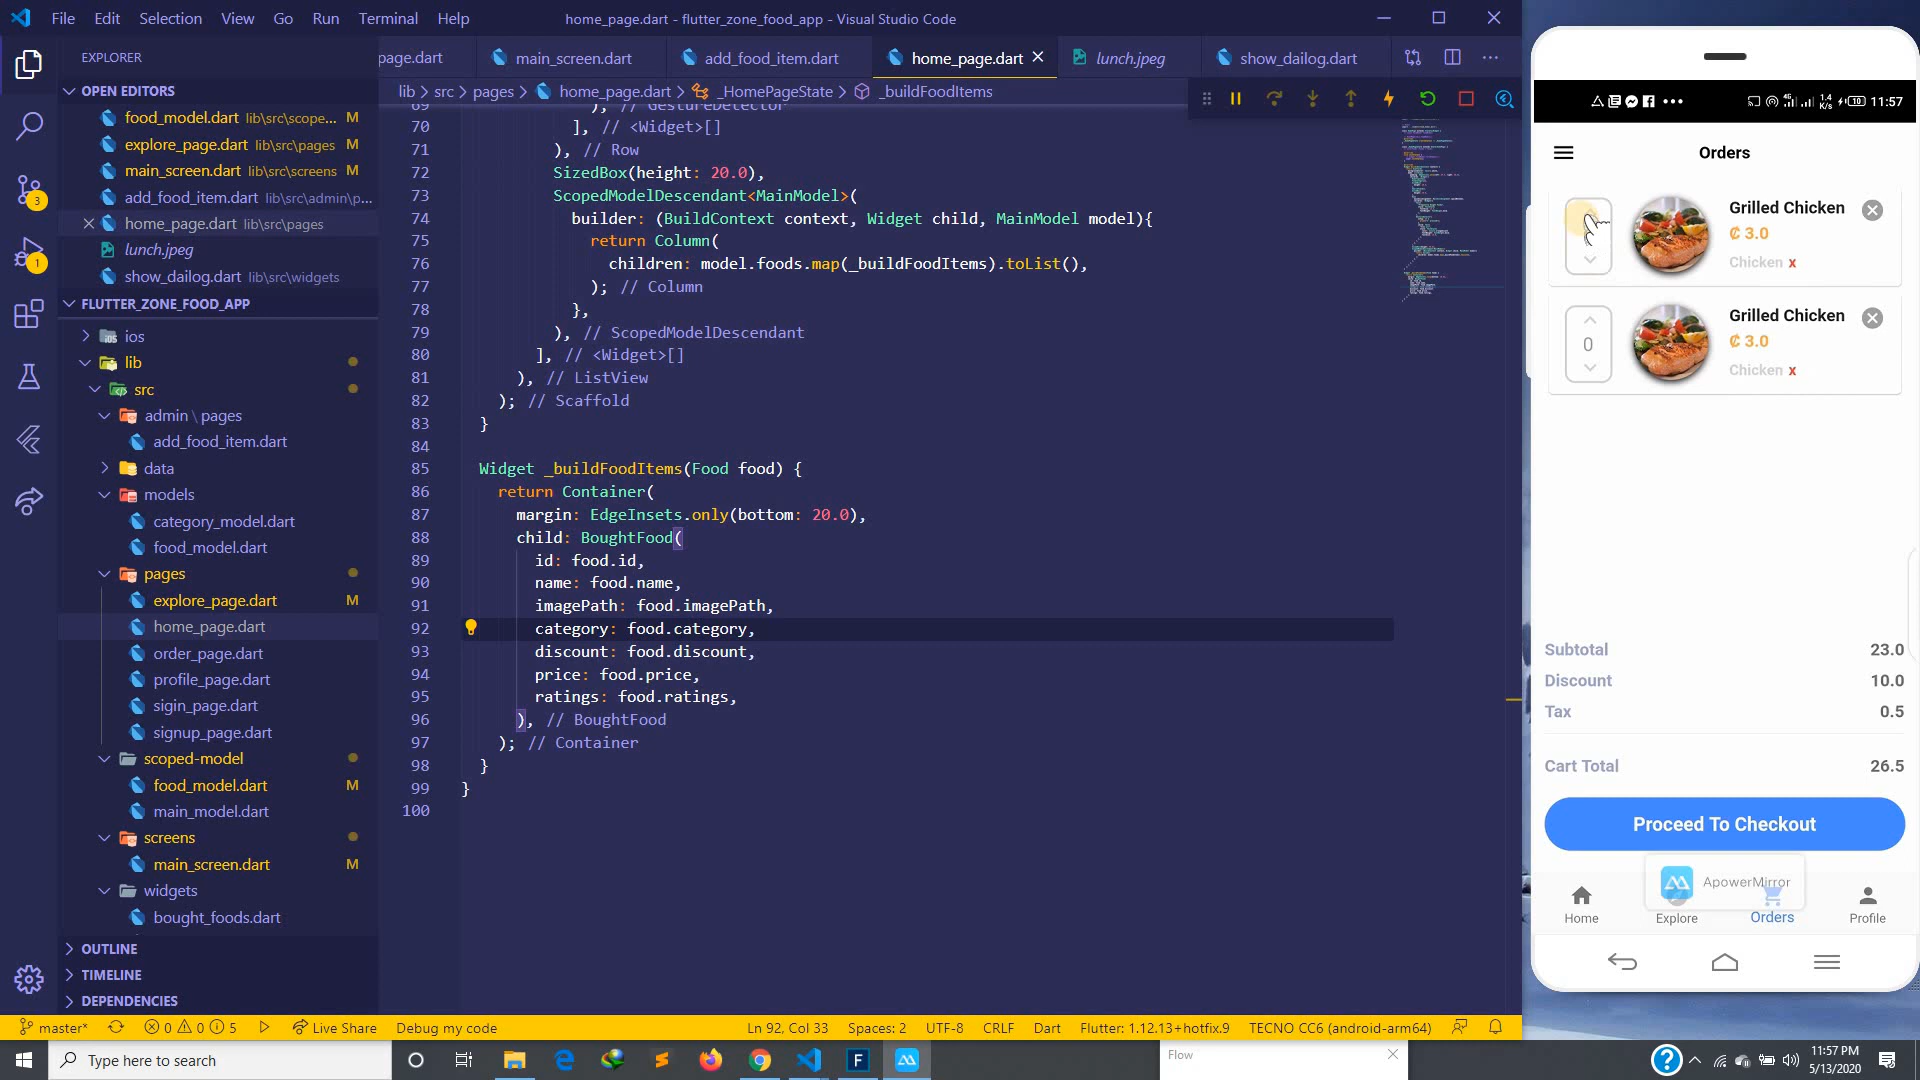 File Edit Selection View Go Run Terminal Help
home_page.dart - flutter_zone_food_app - Visual Studio Code
EXPLORER
OPEN EDITORS
food_model.dart lib\src\scope... M
explore_page.dart lib\src\pages M
main_screen.dart lib\src\screens M
add_food_item.dart lib\src\admin\p...
home_page.dart lib\src\pages
lunch.jpeg
show_dailog.dart lib\src\widgets
FLUTTER_ZONE_FOOD_APP
ios
lib
src
admin \ pages
add_food_item.dart
data
models
category_model.dart
food_model.dart
pages
explore_page.dart M
home_page.dart
order_page.dart
profile_page.dart
sigin_page.dart
signup_page.dart
scoped-model
food_model.dart M
main_model.dart
screens
main_screen.dart M
widgets
bought_foods.dart
OUTLINE
TIMELINE
DEPENDENCIES
3
1
page.dart main_screen.dart add_food_item.dart home_page.dart lunch.jpeg show_dailog.dart
lib > src > pages > home_page.dart > _HomePageState > _buildFoodItems
69 ), // GestureDetector
70 ], // <Widget>[]
71 ), // Row
72 SizedBox(height: 20.0),
73 ScopedModelDescendant<MainModel>(
74 builder: (BuildContext context, Widget child, MainModel model){
75 return Column(
76 children: model.foods.map(_buildFoodItems).toList(),
77 ); // Column
78 },
79 ), // ScopedModelDescendant
80 ], // <Widget>[]
81 ), // ListView
82 ); // Scaffold
83 }
84
85 Widget _buildFoodItems(Food food) {
86 return Container(
87 margin: EdgeInsets.only(bottom: 20.0),
88 child: BoughtFood(
89 id: food.id,
90 name: food.name,
91 imagePath: food.imagePath,
92 category: food.category,
93 discount: food.discount,
94 price: food.price,
95 ratings: food.ratings,
96 ), // BoughtFood
97 ); // Container
98 }
99 }
100
11:57
Orders
Grilled Chicken
₵ 3.0
Chicken x
Grilled Chicken
0
₵ 3.0
Chicken x
Subtotal 23.0
Discount 10.0
Tax 0.5
Cart Total 26.5
Proceed To Checkout
ApowerMirror
Home Explore Orders Profile
master* 0 0 5 Live Share Debug my code
Ln 92, Col 33 Spaces: 2 UTF-8 CRLF Dart Flutter: 1.12.13+hotfix.9 TECNO CC6 (android-arm64)
Type here to search
Flow
11:57 PM
5/13/2020